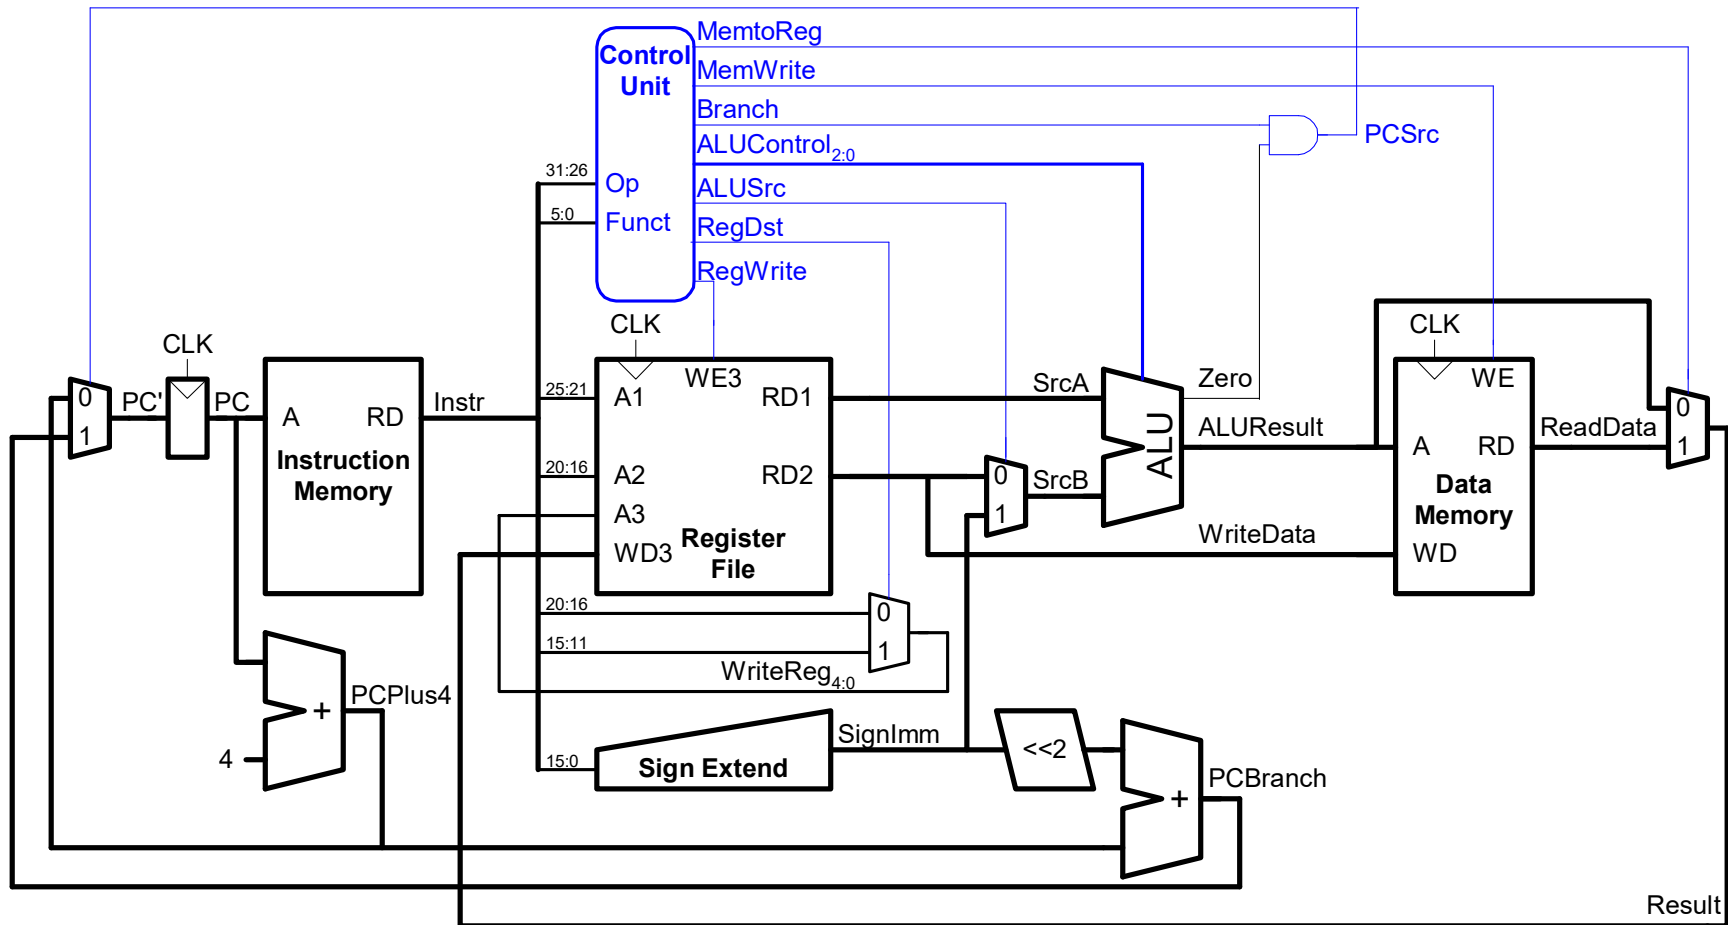 MemtoReg
Control
Unit
MemWrite
Branch
PCSrc
ALUControl2:0
31:26
Op
ALUSrc
5:0
Funct
RegDst
RegWrite
CLK
CLK
CLK
WE3
WE
Zero
0
PC'
PC
A
RD
Instr
25:21
A1
RD1
SrcA
ALU
ALUResult
0
ReadData
1
1
A
RD
Instruction
Memory
20:16
A2
RD2
0
SrcB
1
Data
Memory
A3
WD3
Register
File
WriteData
WD
20:16
0
15:11
1
WriteReg4:0
PCPlus4
+
4
SignImm
<<2
15:0
Sign Extend
PCBranch
+
Result